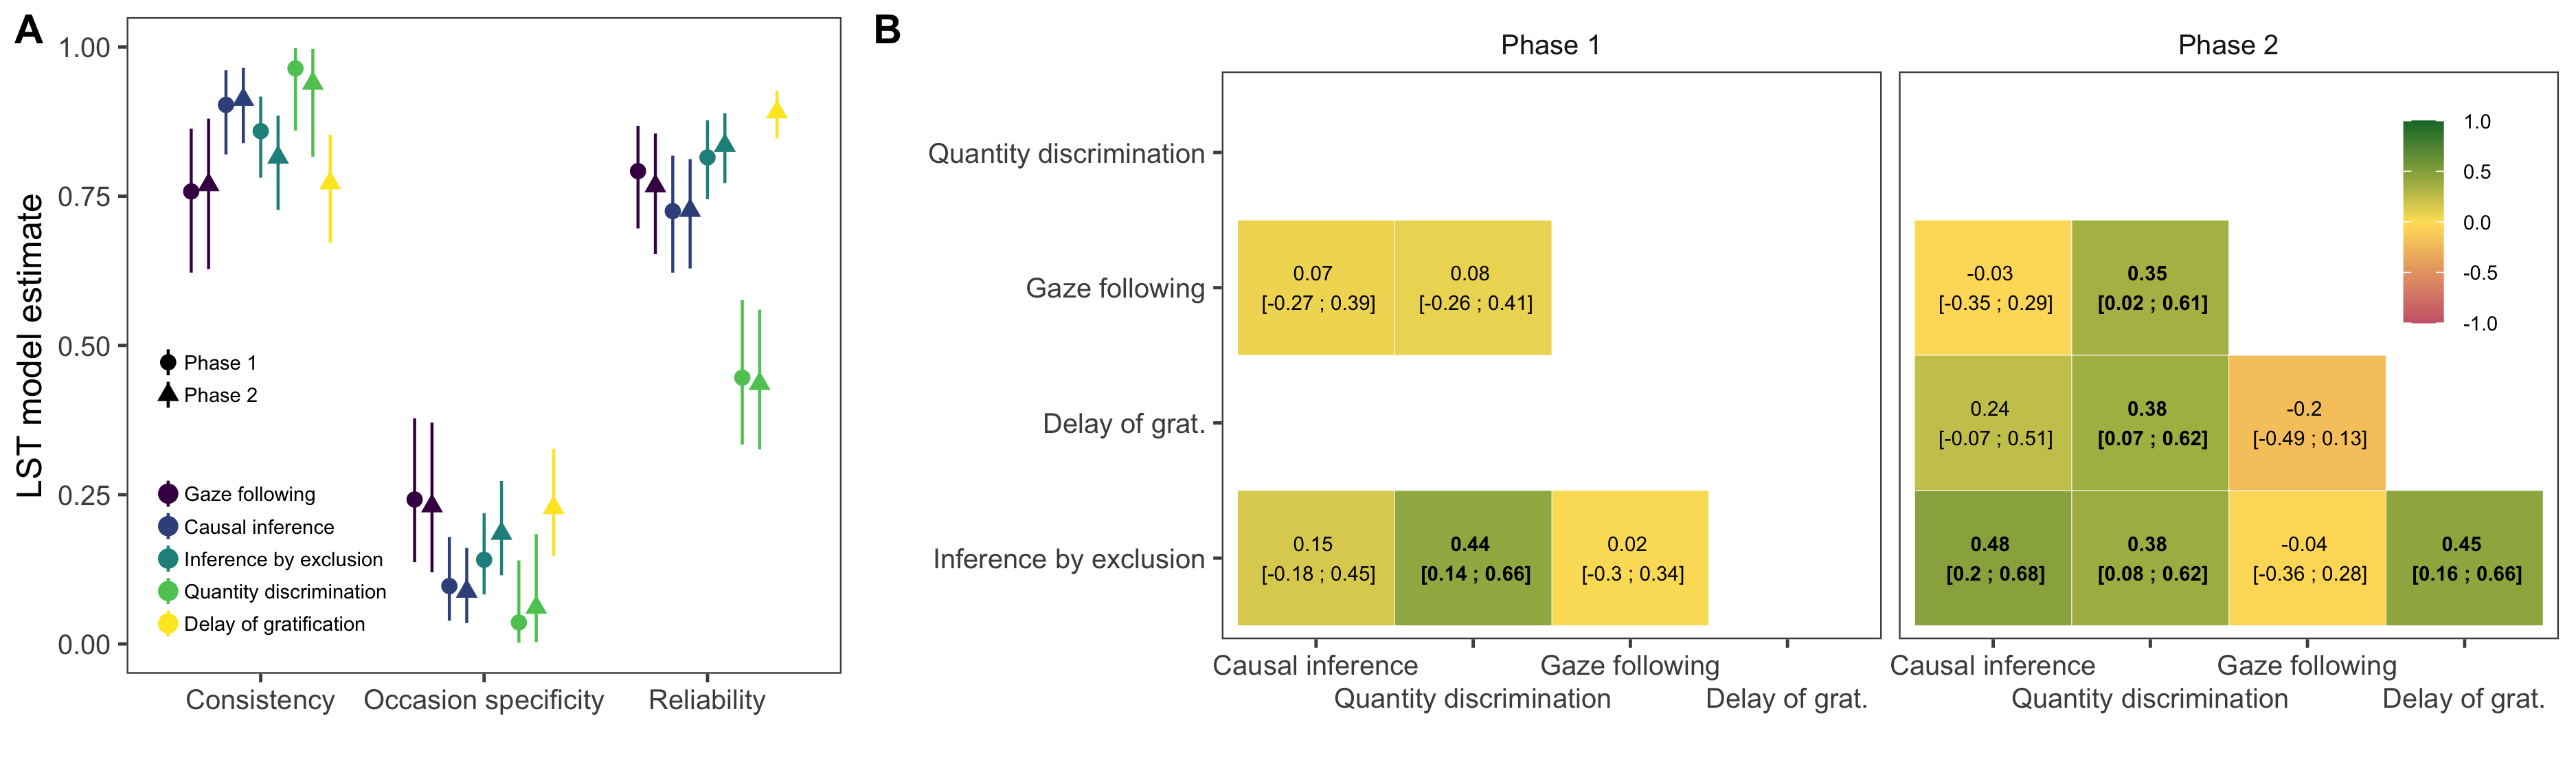 A
LST model estimate
1.00
0.75
0.50
0.25
0.00
Phase 1
Phase 2
Gaze following
Causal inference
Inference by exclusion
Quantity discrimination
Delay of gratification
Consistency
Occasion specificity
Reliability
B
Phase 1
Phase 2
Quantity discrimination
Gaze following
Delay of grat.
Inference by exclusion
0.07
[-0.27 ; 0.39]
0.08
[-0.26 ; 0.41]
0.15
[-0.18 ; 0.45]
0.44
[0.14 ; 0.66]
0.02
[-0.3 ; 0.34]
Causal inference
Quantity discrimination
Gaze following
Delay of grat.
-0.03
[-0.35 ; 0.29]
0.35
[0.02 ; 0.61]
0.24
[-0.07 ; 0.51]
0.38
[0.07 ; 0.62]
-0.2
[-0.49 ; 0.13]
0.48
[0.2 ; 0.68]
0.38
[0.08 ; 0.62]
-0.04
[-0.36 ; 0.28]
0.45
[0.16 ; 0.66]
1.0
0.5
0.0
-0.5
-1.0
Causal inference
Quantity discrimination
Gaze following
Delay of grat.